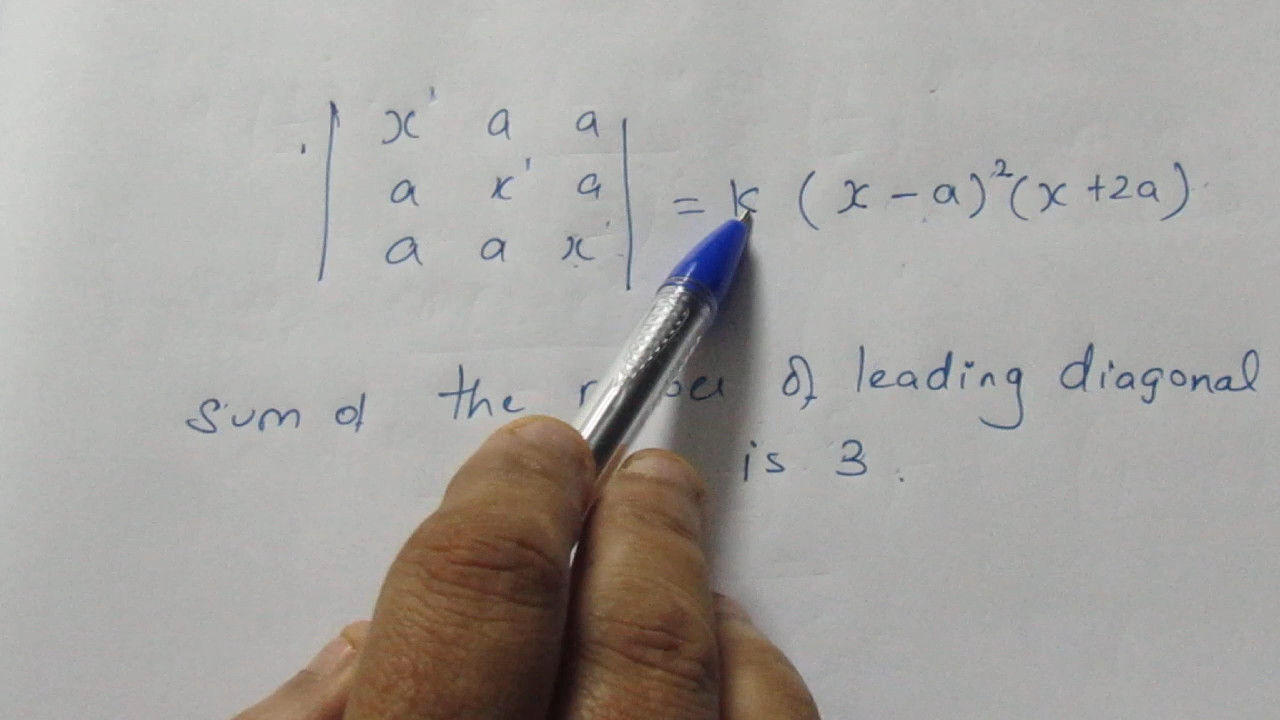 x' a a
a x' a = k (x - a)²(x + 2a)
a a x'
Sum of the of leading diagonal
is 3.